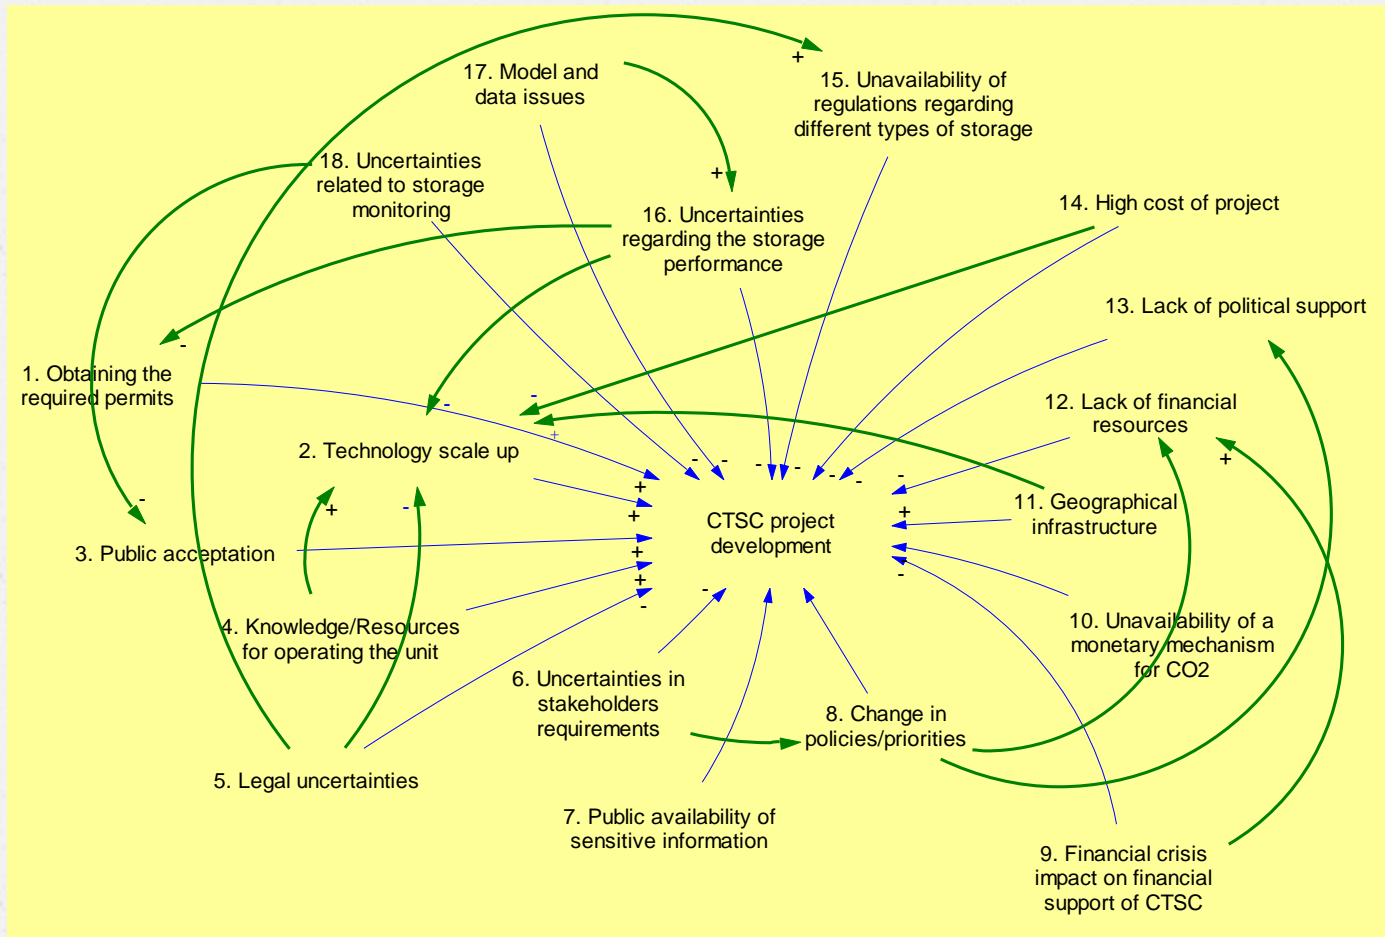 17. Model and
data issues
15. Unavailability of
regulations regarding
different types of storage
18. Uncertainties
related to storage
monitoring
16. Uncertainties
regarding the storage
performance
14. High cost of project
13. Lack of political support
1. Obtaining the
required permits
12. Lack of financial
resources
2. Technology scale up
11. Geographical
infrastructure
CTSC project
development
3. Public acceptation
4. Knowledge/Resources
for operating the unit
10. Unavailability of a
monetary mechanism
for CO2
6. Uncertainties in
stakeholders
requirements
8. Change in
policies/priorities
5. Legal uncertainties
7. Public availability of
sensitive information
9. Financial crisis
impact on financial
support of CTSC